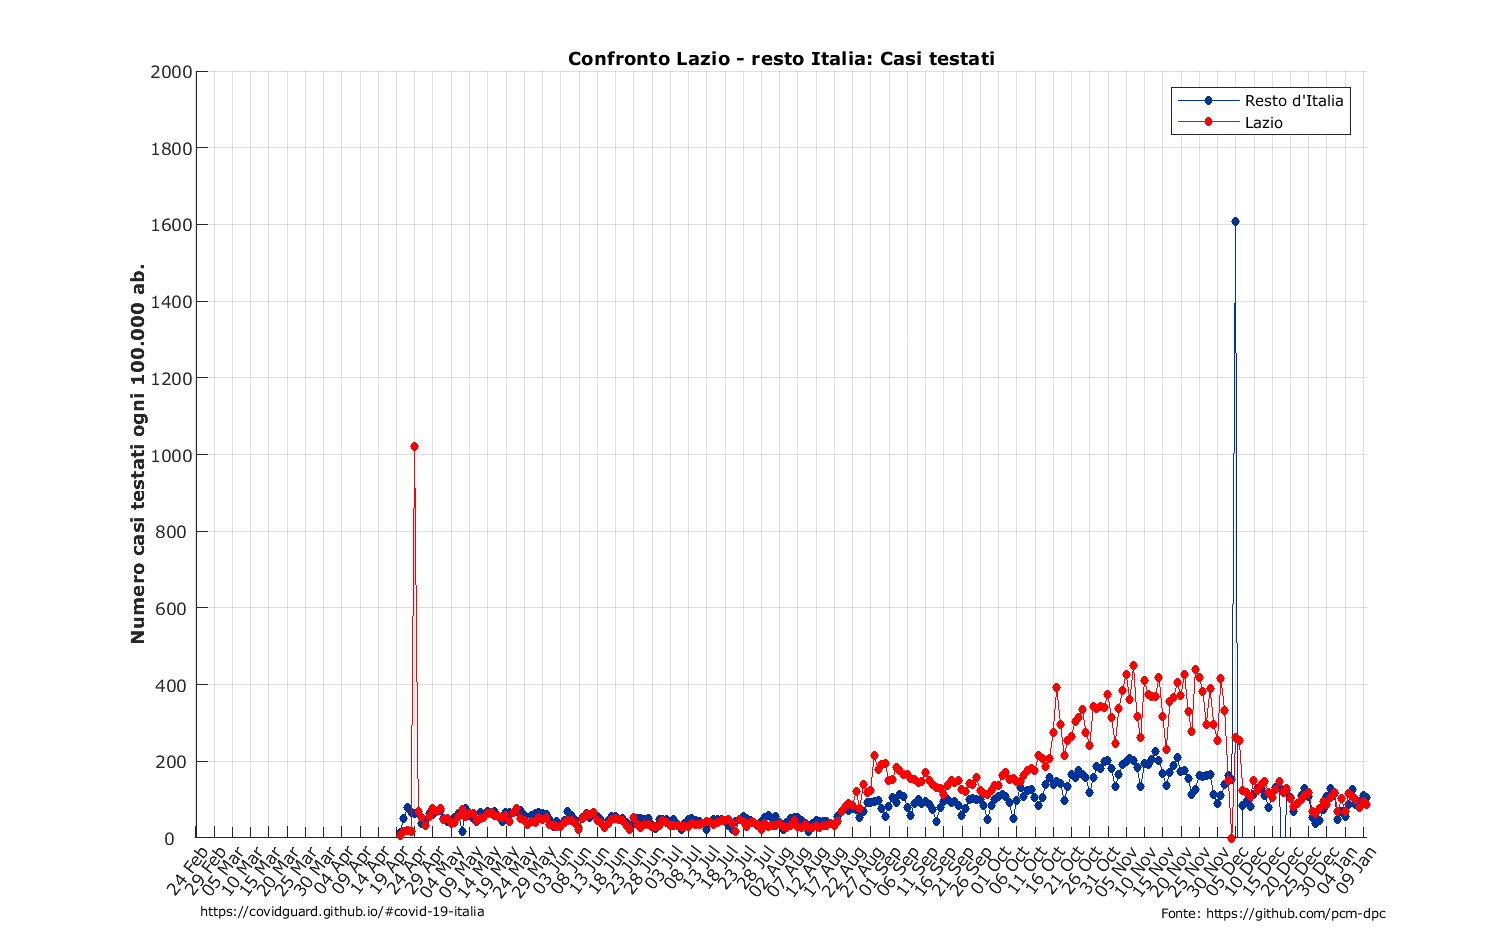 Confronto Lazio - resto Italia: Casi testati
Resto d'Italia
Lazio
Numero casi testati ogni 100.000 ab.
2000
1800
1600
1400
1200
1000
800
600
400
200
0
24 Feb
29 Feb
05 Mar
10 Mar
15 Mar
20 Mar
25 Mar
30 Mar
04 Apr
09 Apr
14 Apr
19 Apr
24 Apr
29 Apr
04 May
09 May
14 May
19 May
24 May
29 May
03 Jun
08 Jun
13 Jun
18 Jun
23 Jun
28 Jun
03 Jul
08 Jul
13 Jul
18 Jul
23 Jul
28 Jul
02 Aug
07 Aug
12 Aug
17 Aug
22 Aug
27 Aug
01 Sep
06 Sep
11 Sep
16 Sep
21 Sep
26 Sep
01 Oct
06 Oct
11 Oct
16 Oct
21 Oct
26 Oct
31 Oct
05 Nov
10 Nov
15 Nov
20 Nov
25 Nov
30 Nov
05 Dec
10 Dec
15 Dec
20 Dec
25 Dec
30 Dec
04 Jan
09 Jan
https://covidguard.github.io/#covid-19-italia
Fonte: https://github.com/pcm-dpc